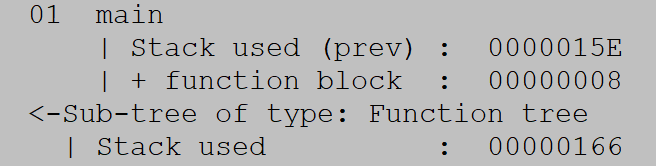 01  main
    | Stack used (prev) :  0000015E
    | + function block  :  00000008
<-Sub-tree of type: Function tree
  | Stack used          :  00000166